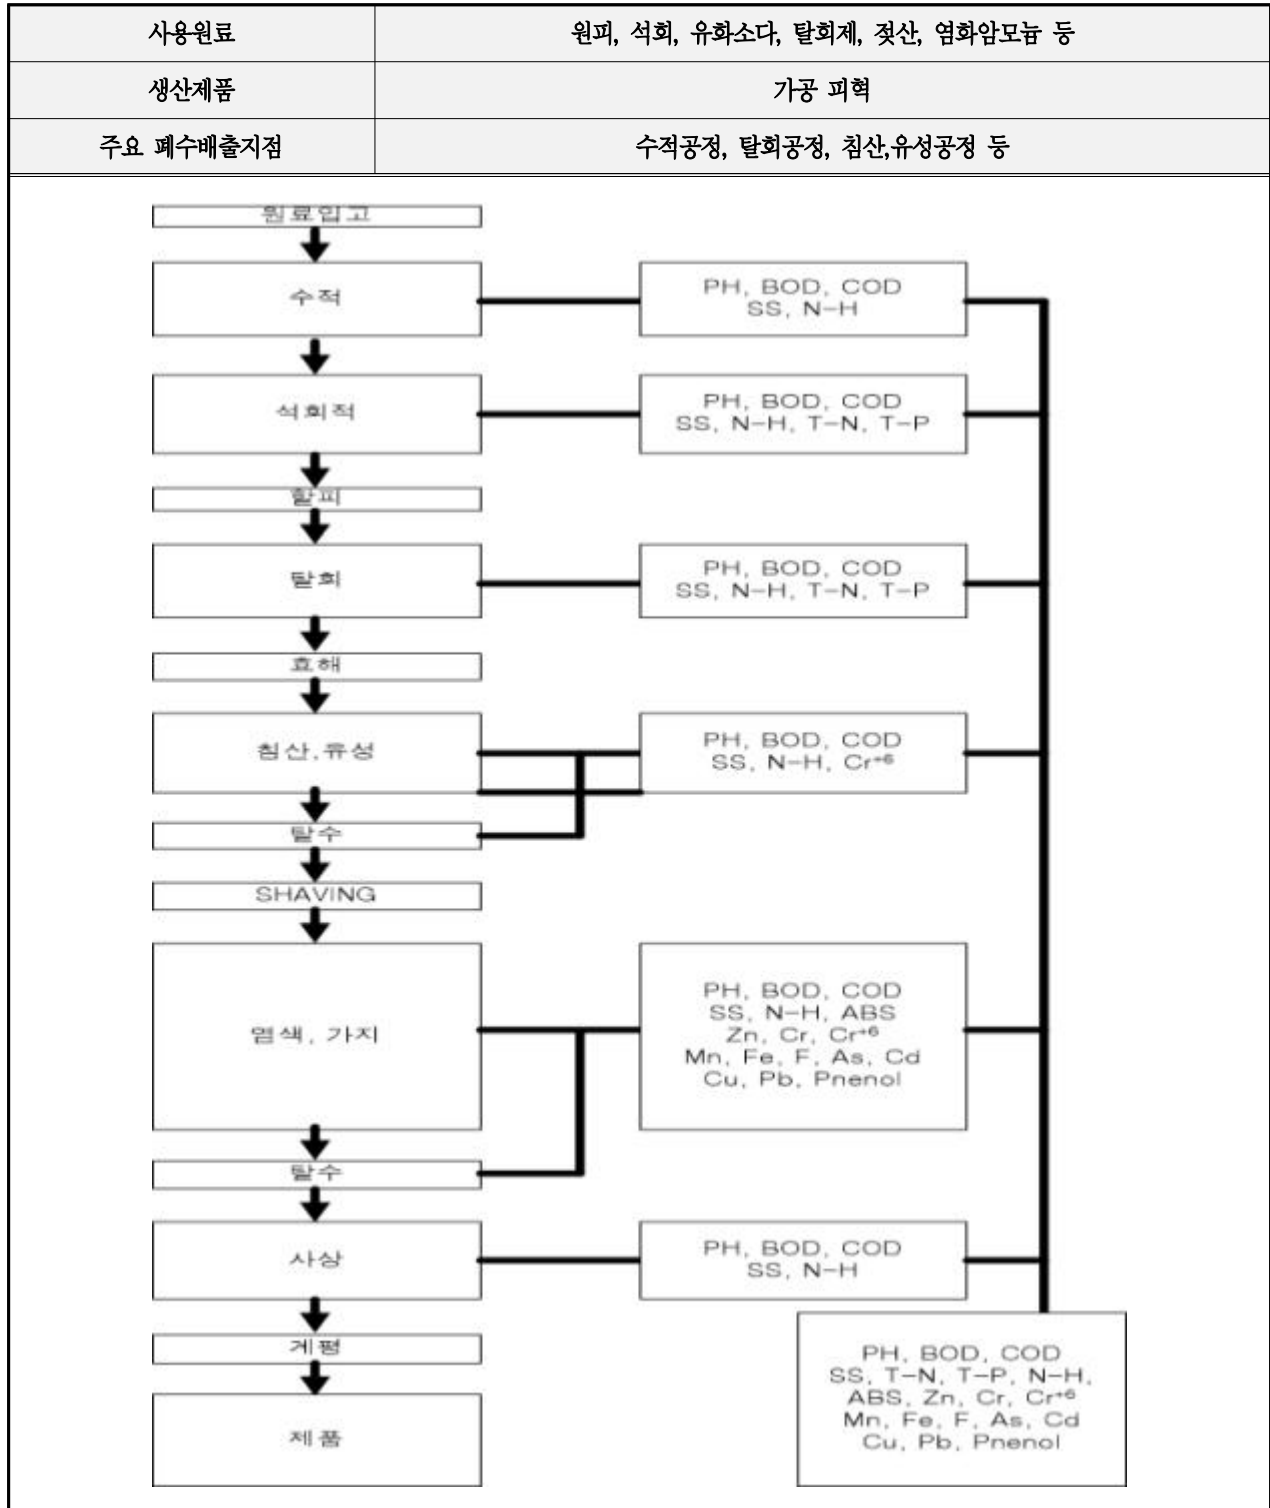 사용원료
원피, 석회, 유화소다, 탈회제, 젖산, 염화암모늄 등
생산제품
가공 피혁
주요 폐수배출지점
수적공정, 탈회공정, 침산,유성공정 등
원료입고
수적
PH, BOD, COD
SS, N-H
석회적
PH, BOD, COD
SS, N-H, T-N, T-P
할피
탈회
PH, BOD, COD
SS, N-H, T-N, T-P
효해
침산,유성
PH, BOD, COD
SS, N-H, Cr⁺⁶
탈수
SHAVING
염색, 가지
PH, BOD, COD
SS, N-H, ABS
Zn, Cr, Cr⁺⁶
Mn, Fe, F, As, Cd
Cu, Pb, Pnenol
탈수
사상
PH, BOD, COD
SS, N-H
계평
제품
PH, BOD, COD
SS, T-N, T-P, N-H,
ABS, Zn, Cr, Cr⁺⁶
Mn, Fe, F, As, Cd
Cu, Pb, Pnenol